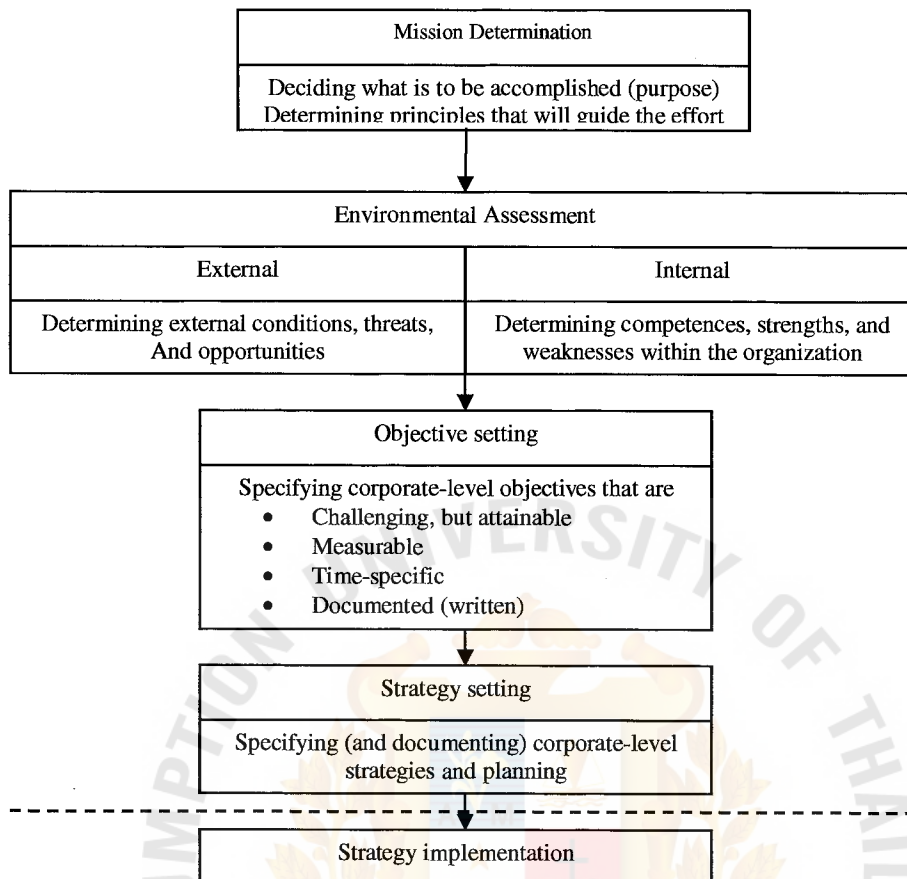 Mission Determination
Deciding what is to be accomplished (purpose)
Determining principles that will guide the effort
Environmental Assessment
External
Internal
Determining external conditions, threats,
And opportunities
Determining competences, strengths, and
weaknesses within the organization
Objective setting
Specifying corporate-level objectives that are
• Challenging, but attainable
• Measurable
• Time-specific
• Documented (written)
Strategy setting
Specifying (and documenting) corporate-level
strategies and planning
Strategy implementation
UNIVERSITY OF